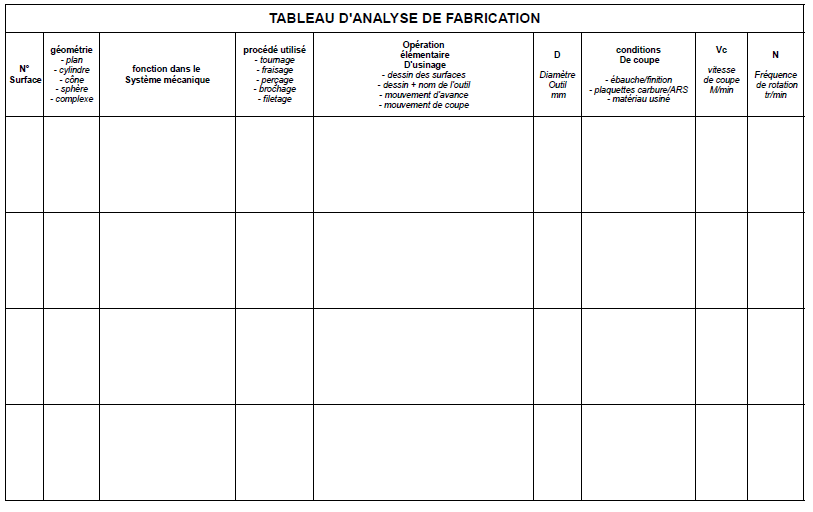 TABLEAU D'ANALYSE DE FABRICATION
N°
Surface
géométrie
- plan
- cylindre
- cône
- sphère
- complexe
fonction dans le
Système mécanique
procédé utilisé
- tournage
- fraisage
- perçage
- brochage
- filetage
Opération
élémentaire
D'usinage
- dessin des surfaces
- dessin + nom de l'outil
- mouvement d'avance
- mouvement de coupe
D
Diamètre
Outil
mm
conditions
De coupe
- ébauche/finition
- plaquettes carbure/ARS
- matériau usiné
Vc
vitesse
de coupe
M/min
N
Fréquence
de rotation
tr/min